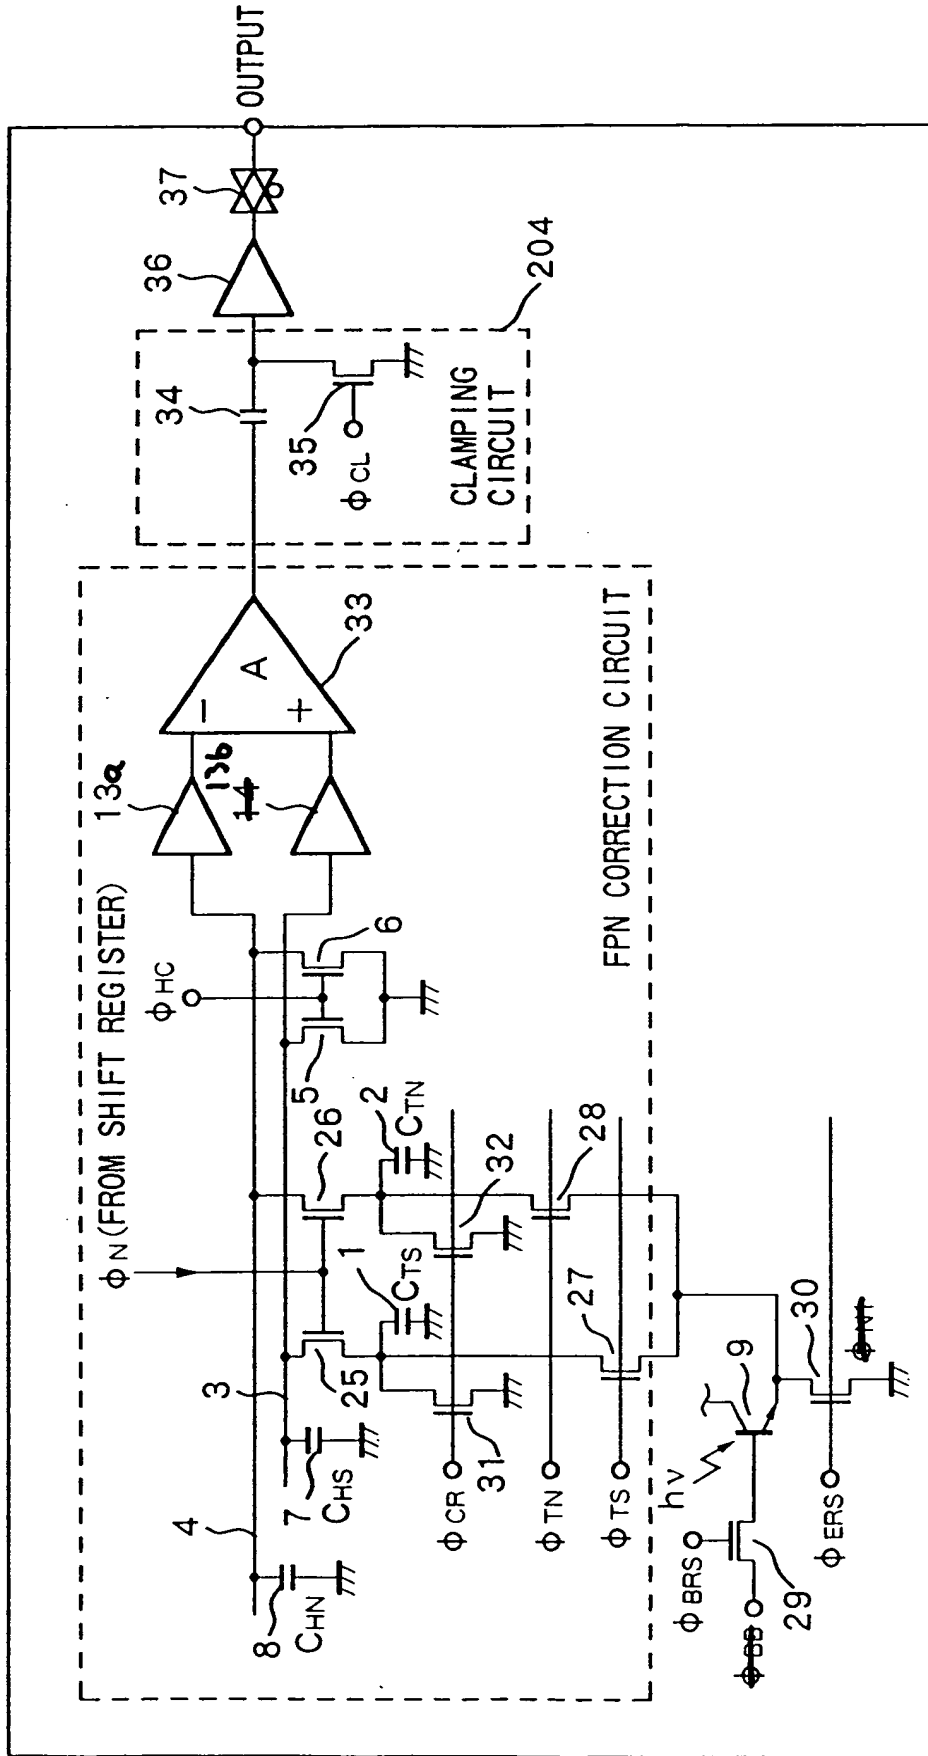 OUTPUT
37
36
204
34
35
ϕCL
CLAMPING
CIRCUIT
33
A
−
+
13a
13b
14
ϕN (FROM SHIFT REGISTER)
ϕHC
6
5
26
2
CTN
28
32
1
CTS
27
25
3
4
7
CHS
8
CHN
31
ϕCR
ϕTN
ϕTS
FPN CORRECTION CIRCUIT
30
9
hν
ϕBRS
29
ϕERS